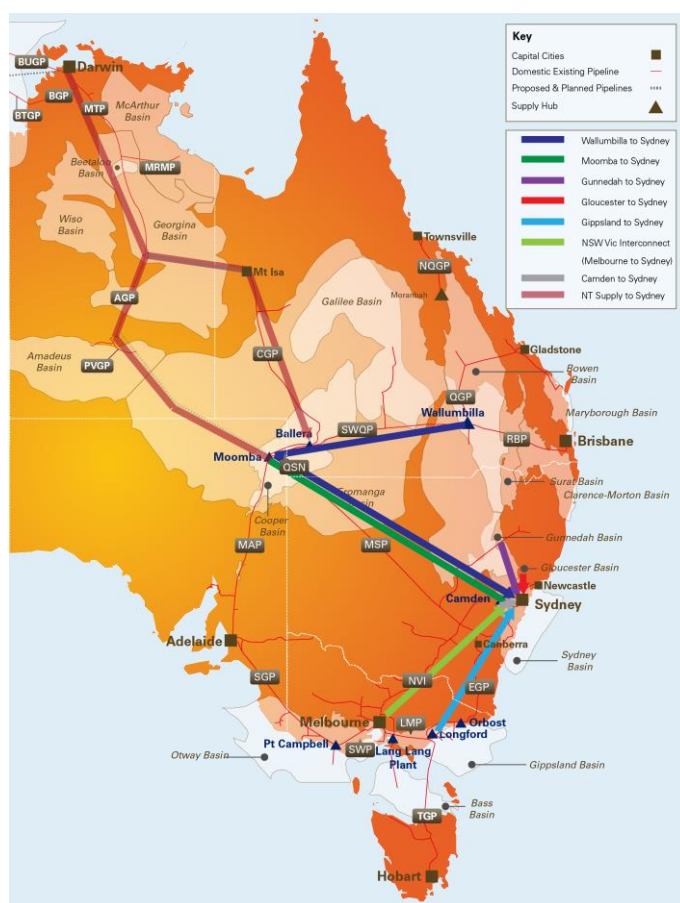 BUGP
Darwin
BGP
MTP
BTGP
McArthur
Basin
Beetaloo
Basin
MRMP
Wiso
Basin
Georgina
Basin
Mt Isa
AGP
Amadeus
Basin
PVGP
CGP
Townsville
NQGP
Moranbah
Galilee Basin
Gladstone
Bowen
Basin
QGP
Wallumbilla
Maryborough Basin
Ballera
SWQP
RBP
Brisbane
Moomba
QSN
Eromanga
Basin
Surat Basin
Clarence-Morton Basin
Cooper
Basin
MAP
MSP
Gunnedah Basin
Gloucester Basin
Newcastle
Camden
Sydney
Adelaide
Canberra
Sydney
Basin
SGP
NVI
EGP
Melbourne
LMP
Orbost
Longford
Pt Campbell
SWP
Lang Lang
Plant
Otway Basin
Gippsland Basin
Bass
Basin
TGP
Hobart
Key
Capital Cities
Domestic Existing Pipeline
Proposed & Planned Pipelines
Supply Hub
Wallumbilla to Sydney
Moomba to Sydney
Gunnedah to Sydney
Gloucester to Sydney
Gippsland to Sydney
NSW Vic Interconnect
(Melbourne to Sydney)
Camden to Sydney
NT Supply to Sydney